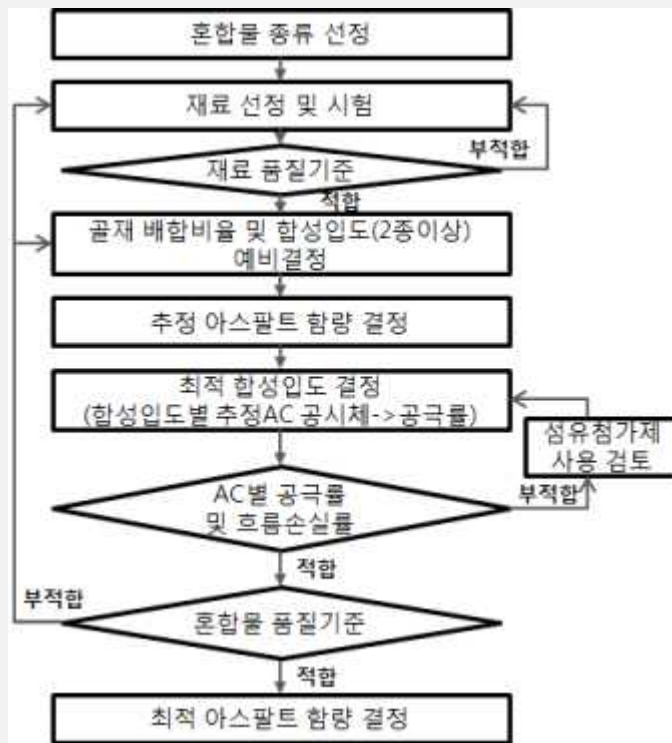 혼합물 종류 선정
재료 선정 및 시험
부적합
재료 품질기준
적합
골재 배합비율 및 합성입도(2종이상)
예비결정
추정 아스팔트 함량 결정
최적 합성입도 결정
(합성입도별 추정AC 공시체->공극률)
섬유첨가제
사용 검토
AC별 공극률
및 흐름손실률
부적합
적합
부적합
혼합물 품질기준
적합
최적 아스팔트 함량 결정